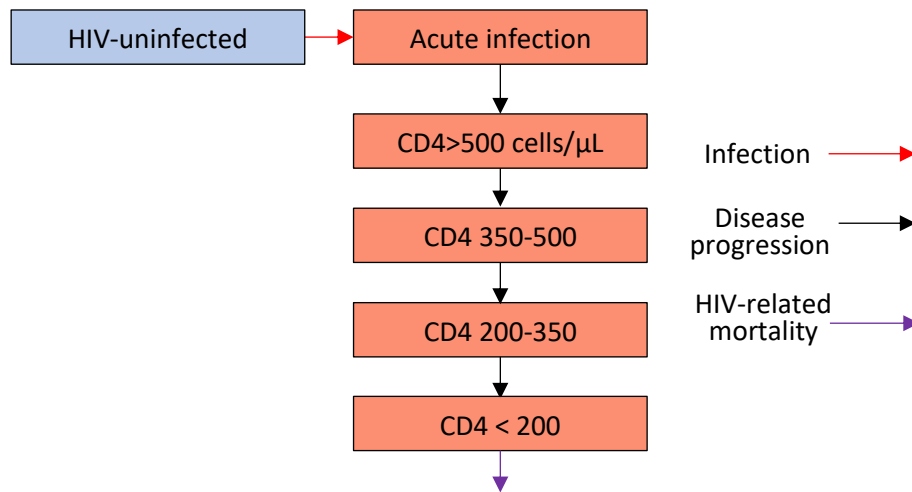 HIV-uninfected
Acute infection
CD4>500 cells/µL
CD4 350-500
CD4 200-350
CD4 < 200
Infection
Disease
progression
HIV-related
mortality